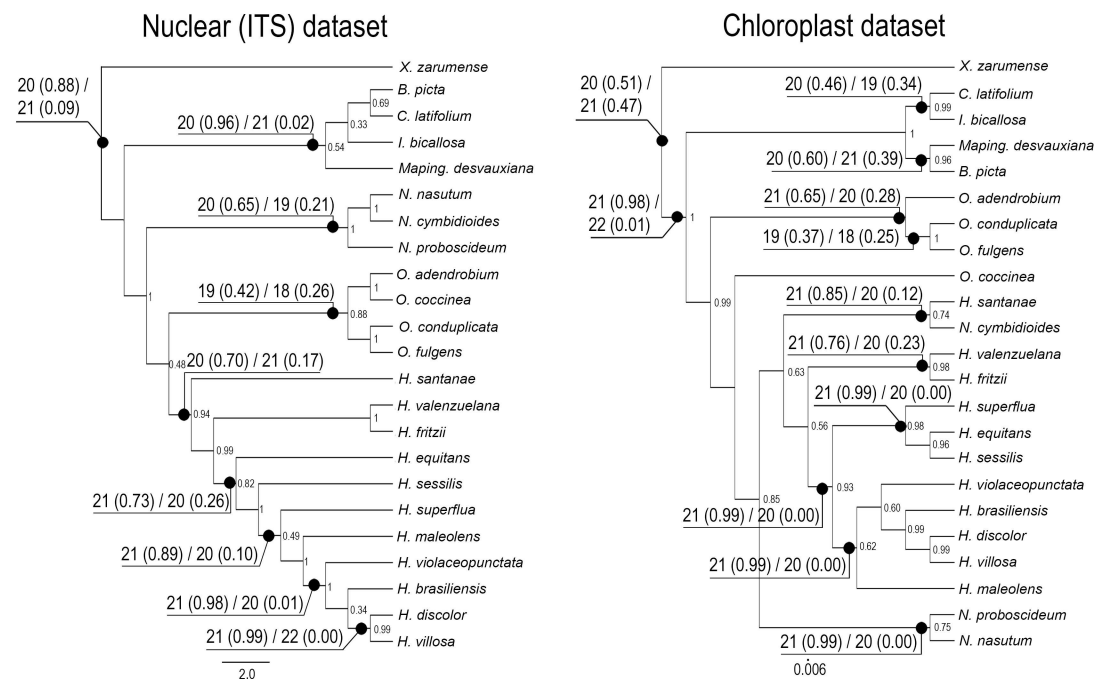 Nuclear (ITS) dataset
Chloroplast dataset
X. zarumense
20 (0.88) /
21 (0.09)
B. picta
0.69
C. latifolium
20 (0.96) / 21 (0.02)
0.33
I. bicallosa
0.54
Maping. desvauxiana
N. nasutum
20 (0.65) / 19 (0.21)
1
N. cymbidioides
1
N. proboscideum
O. adendrobium
1
19 (0.42) / 18 (0.26)
O. coccinea
1
0.88
O. conduplicata
1
O. fulgens
0.48
20 (0.70) / 21 (0.17)
H. santanae
H. valenzuelana
0.94
1
H. fritzii
0.99
H. equitans
0.82
H. sessilis
21 (0.73) / 20 (0.26)
1
H. superflua
0.49
H. maleolens
21 (0.89) / 20 (0.10)
1
H. violaceopunctata
1
H. brasiliensis
21 (0.98) / 20 (0.01)
0.34
H. discolor
0.99
21 (0.99) / 22 (0.00)
H. villosa
2.0
X. zarumense
20 (0.51) /
21 (0.47)
20 (0.46) / 19 (0.34)
C. latifolium
0.99
I. bicallosa
1
Maping. desvauxiana
20 (0.60) / 21 (0.39)
0.96
B. picta
21 (0.65) / 20 (0.28)
O. adendrobium
21 (0.98) /
22 (0.01)
1
O. conduplicata
19 (0.37) / 18 (0.25)
1
O. fulgens
O. coccinea
0.99
21 (0.85) / 20 (0.12)
H. santanae
0.74
N. cymbidioides
21 (0.76) / 20 (0.23)
H. valenzuelana
0.98
0.63
H. fritzii
21 (0.99) / 20 (0.00)
H. superflua
0.98
0.56
H. equitans
0.96
H. sessilis
0.93
H. violaceopunctata
0.85
0.60
H. brasiliensis
21 (0.99) / 20 (0.00)
0.99
H. discolor
0.62
0.99
H. villosa
21 (0.99) / 20 (0.00)
H. maleolens
N. proboscideum
0.75
21 (0.99) / 20 (0.00)
N. nasutum
0.006